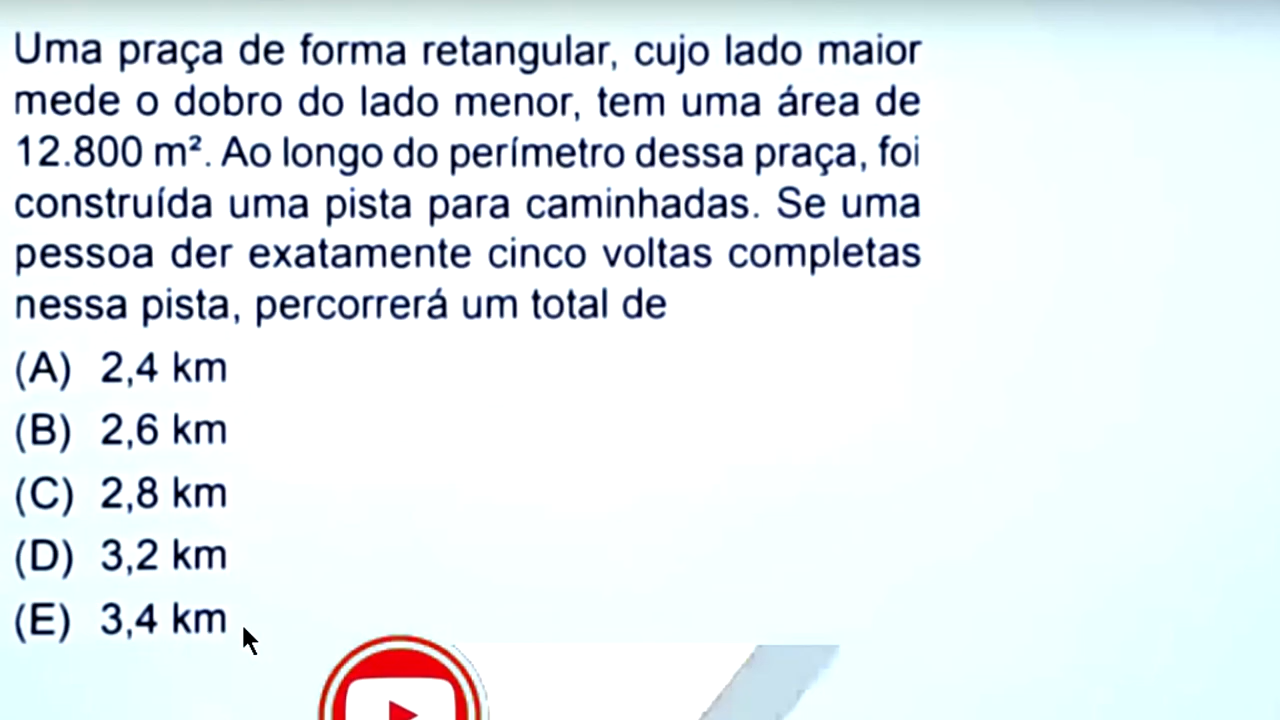 Uma praça de forma retangular, cujo lado maior
mede o dobro do lado menor, tem uma área de
12.800 m². Ao longo do perímetro dessa praça, foi
construída uma pista para caminhadas. Se uma
pessoa der exatamente cinco voltas completas
nessa pista, percorrerá um total de
(A) 2,4 km
(B) 2,6 km
(C) 2,8 km
(D) 3,2 km
(E) 3,4 km